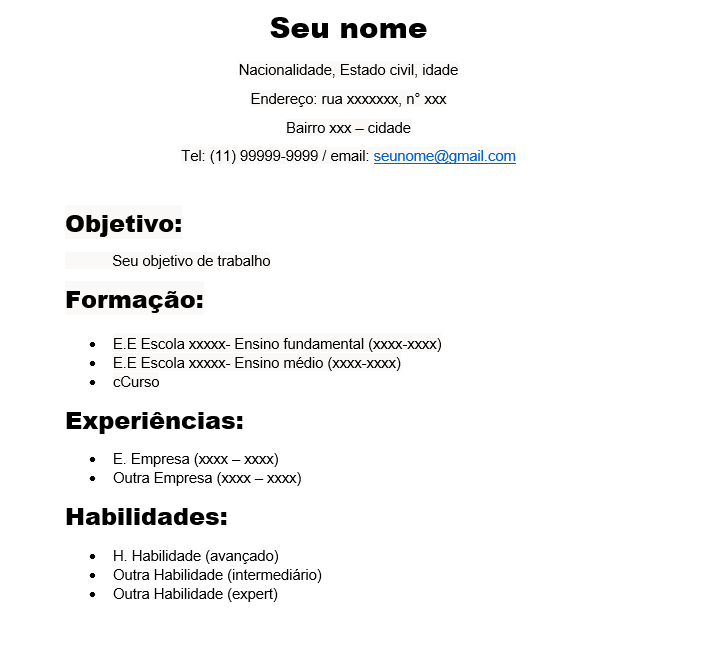 Seu nome
Nacionalidade, Estado civil, idade
Endereço: rua xxxxxxx, n° xxx
Bairro xxx – cidade
Tel: (11) 99999-9999 / email: seunome@gmail.com
Objetivo:
Seu objetivo de trabalho
Formação:
• E.E Escola xxxxx- Ensino fundamental (xxxx-xxxx)
• E.E Escola xxxxx- Ensino médio (xxxx-xxxx)
• cCurso
Experiências:
• E. Empresa (xxxx – xxxx)
• Outra Empresa (xxxx – xxxx)
Habilidades:
• H. Habilidade (avançado)
• Outra Habilidade (intermediário)
• Outra Habilidade (expert)